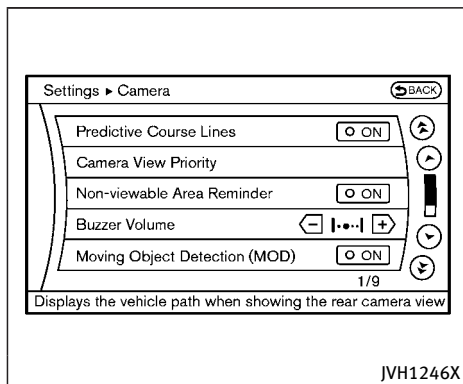 Settings ▸ Camera
BACK
Predictive Course Lines
ON
Camera View Priority
Non-viewable Area Reminder
ON
Buzzer Volume
− +
Moving Object Detection (MOD)
ON
1/9
Displays the vehicle path when showing the rear camera view
JVH1246X